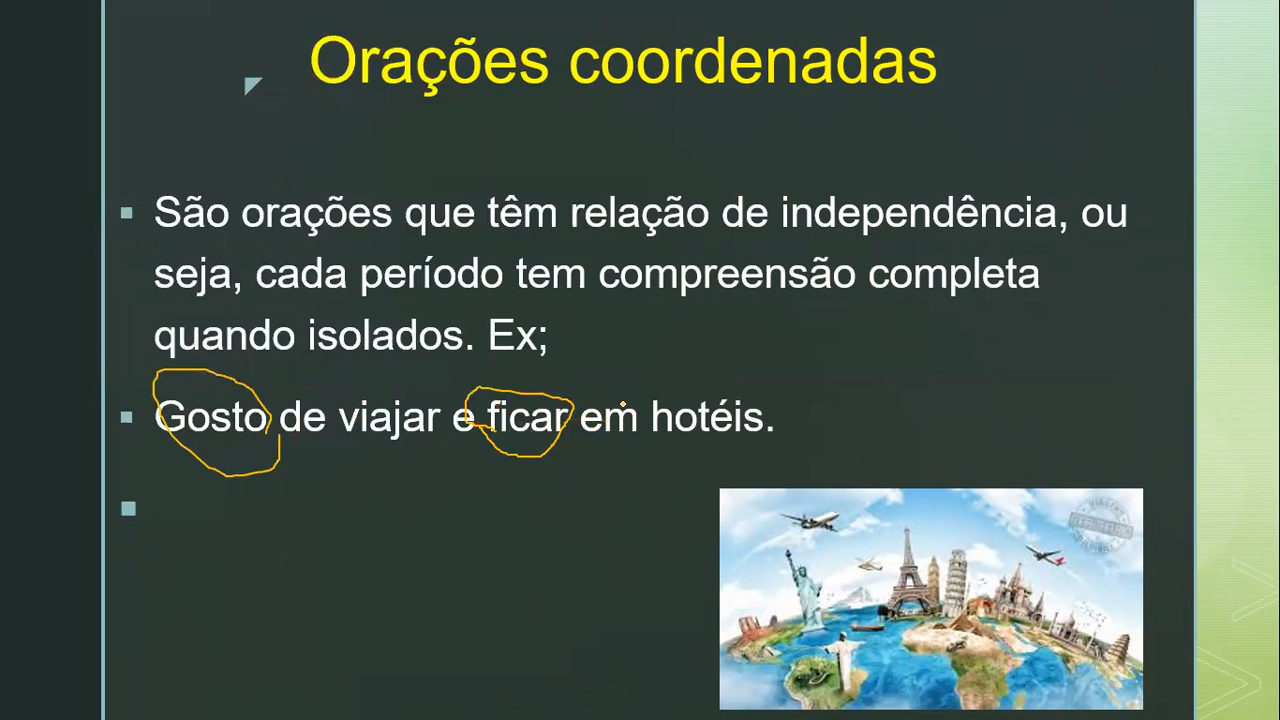 Orações coordenadas
São orações que têm relação de independência, ou
seja, cada período tem compreensão completa
quando isolados. Ex;
Gosto de viajar e ficar em hotéis.